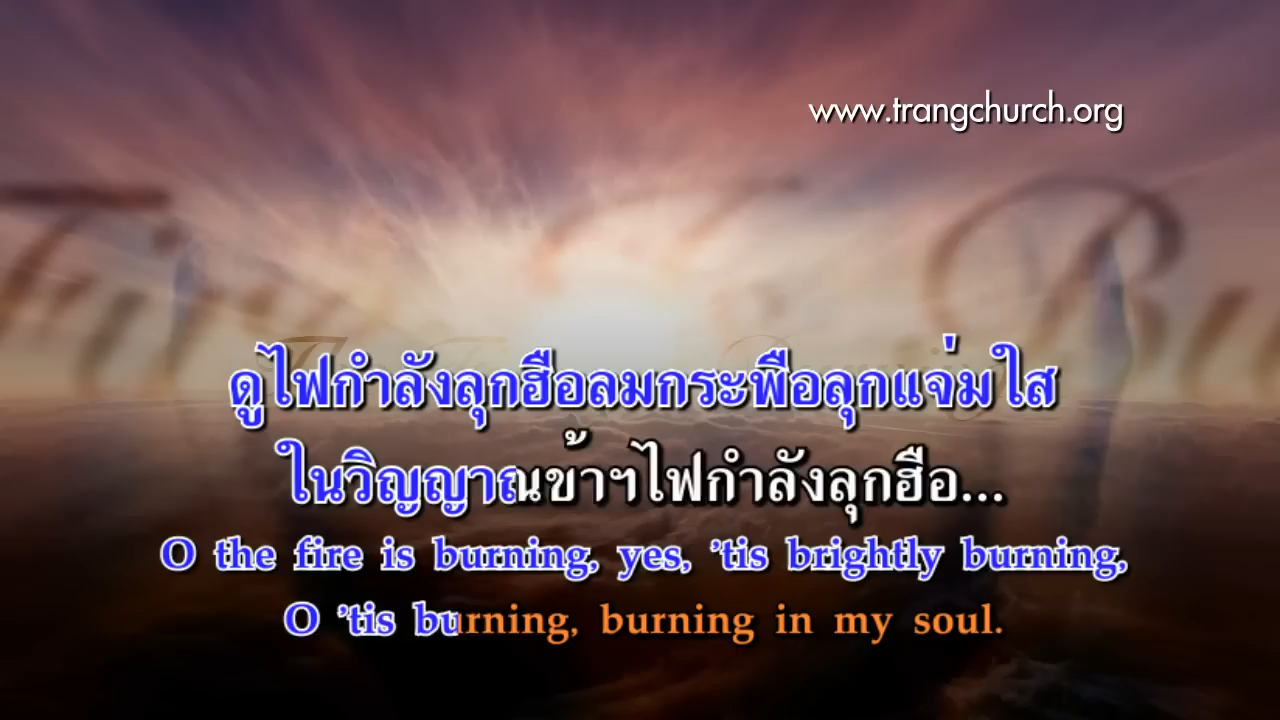 www.trangchurch.org
ดูไฟกำลังลุกฮือลมกระพือลุกแจ่มใส
ในวิญญาณข้าฯไฟกำลังลุกฮือ...
O the fire is burning, yes, 'tis brightly burning,
O 'tis burning, burning in my soul.